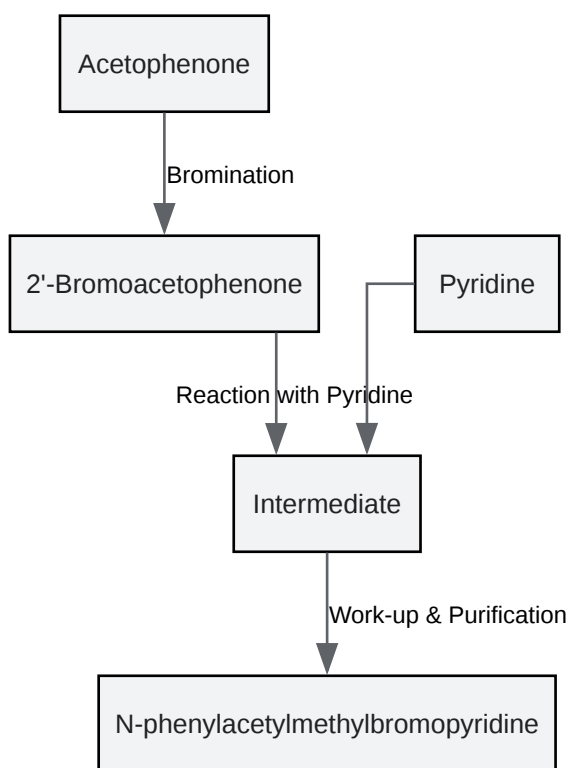 Acetophenone
Bromination
2'-Bromoacetophenone
Pyridine
Reaction with Pyridine
Intermediate
Work-up & Purification
N-phenylacetylmethylbromopyridine